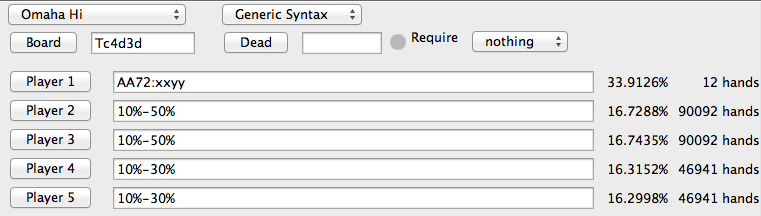 Omaha Hi Generic Syntax
Board Tc4d3d Dead Require nothing
Player 1 AA72:xxyy 33.9126% 12 hands
Player 2 10%-50% 16.7288% 90092 hands
Player 3 10%-50% 16.7435% 90092 hands
Player 4 10%-30% 16.3152% 46941 hands
Player 5 10%-30% 16.2998% 46941 hands